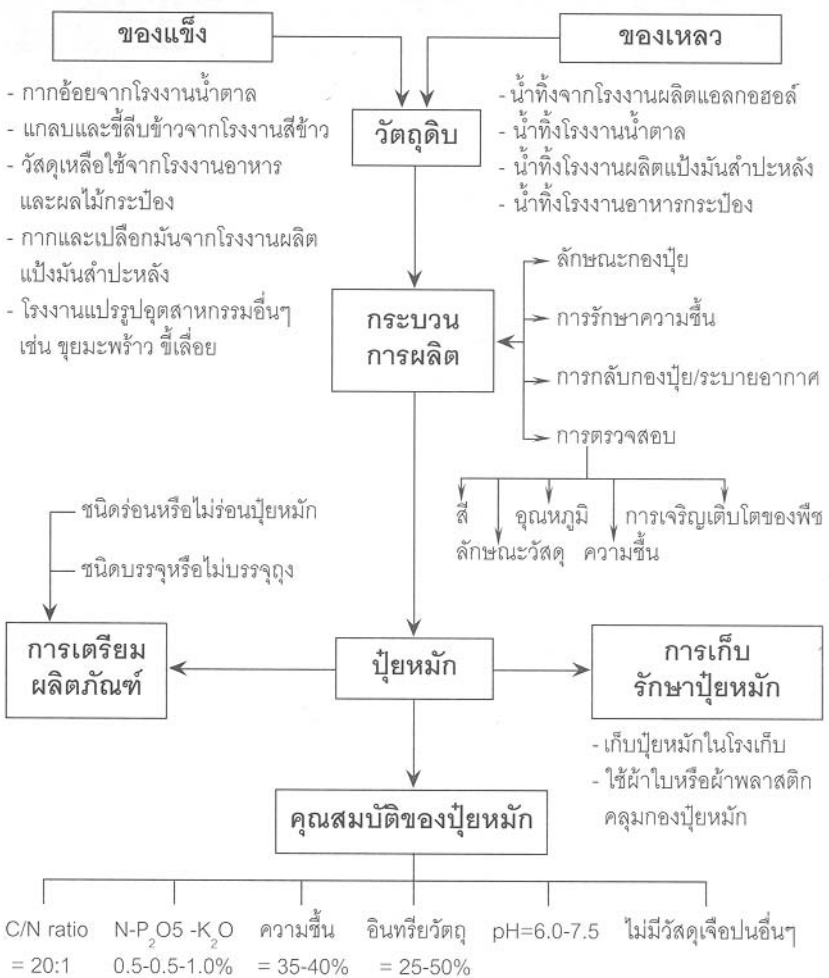 ของแข็ง
ของเหลว
- กากอ้อยจากโรงงานน้ำตาล
- แกลบและขี้ลีบข้าวจากโรงงานสีข้าว
- วัสดุเหลือใช้จากโรงงานอาหาร
และผลไม้กระป๋อง
- กากและเปลือกมันจากโรงงานผลิต
แป้งมันสำปะหลัง
- โรงงานแปรรูปอุตสาหกรรมอื่นๆ
เช่น ขุยมะพร้าว ขี้เลื่อย
วัตถุดิบ
- น้ำทิ้งจากโรงงานผลิตแอลกอฮอล์
- น้ำทิ้งโรงงานน้ำตาล
- น้ำทิ้งโรงงานผลิตแป้งมันสำปะหลัง
- น้ำทิ้งโรงงานอาหารกระป๋อง
กระบวน
การผลิต
ลักษณะกองปุ๋ย
การรักษาความชื้น
การกลับกองปุ๋ย/ระบายอากาศ
การตรวจสอบ
สี อุณหภูมิ การเจริญเติบโตของพืช
ลักษณะวัสดุ ความชื้น
ชนิดร่อนหรือไม่ร่อนปุ๋ยหมัก
ชนิดบรรจุหรือไม่บรรจุถุง
การเตรียม
ผลิตภัณฑ์
ปุ๋ยหมัก
การเก็บ
รักษาปุ๋ยหมัก
- เก็บปุ๋ยหมักในโรงเก็บ
- ใช้ผ้าใบหรือผ้าพลาสติก
คลุมกองปุ๋ยหมัก
คุณสมบัติของปุ๋ยหมัก
C/N ratio N-P2O5 -K2O ความชื้น อินทรียวัตถุ pH=6.0-7.5 ไม่มีวัสดุเจือปนอื่นๆ
= 20:1 0.5-0.5-1.0% = 35-40% = 25-50%